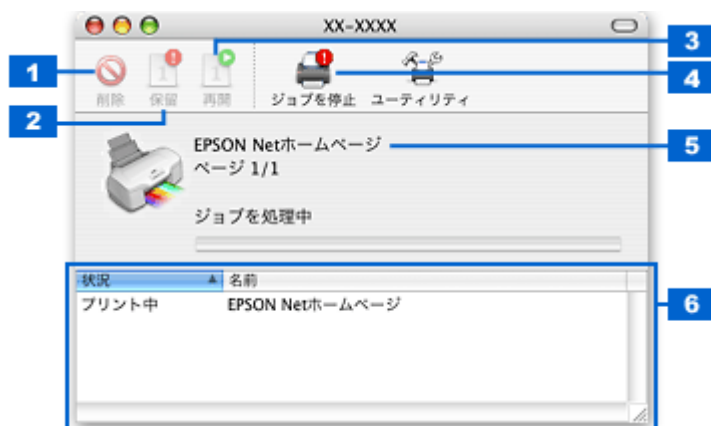 XX-XXXX
3
1
4
削除 保留 再開 ジョブを停止 ユーティリティ
2
EPSON Netホームページ
5
ページ 1/1
ジョブを処理中
状況 名前
プリント中 EPSON Netホームページ
6